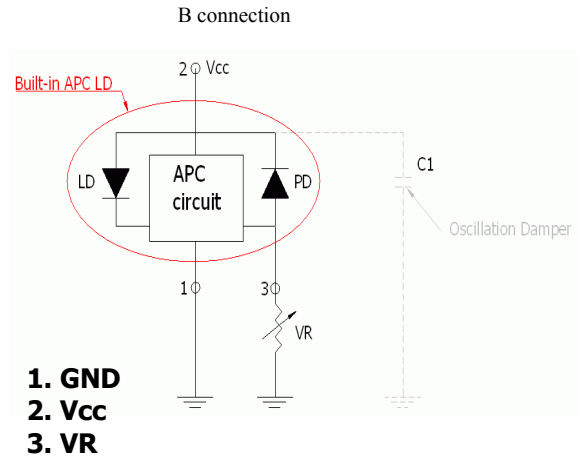 B connection
2 Vcc
Built-in APC LD
LD
APC
circuit
PD
C1
Oscillation Damper
1
3
VR
1. GND
2. Vcc
3. VR